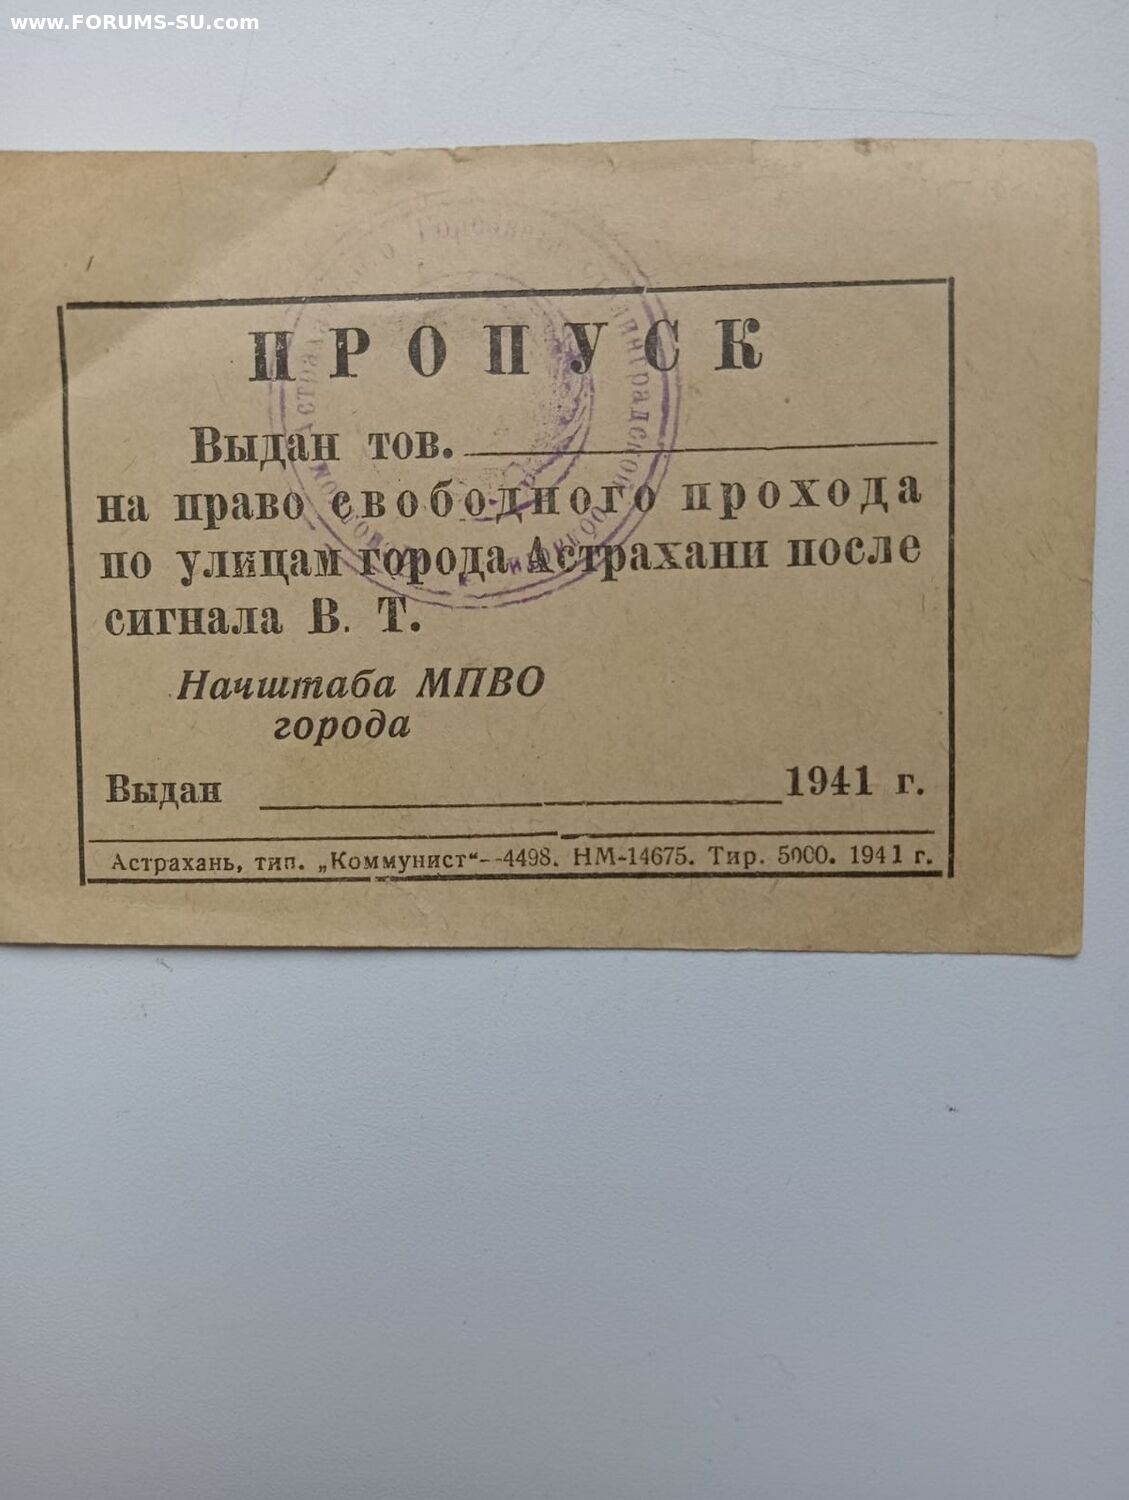 www.FORUMS-SU.com
ПРОПУСК
Выдан тов.
на право свободного прохода
по улицам города Астрахани после
сигнала В. Т.
Начштаба МПВО
города
Выдан 1941 г.
Астрахань, тип. „Коммунист“--4498. НМ-14675. Тир. 5000. 1941 г.